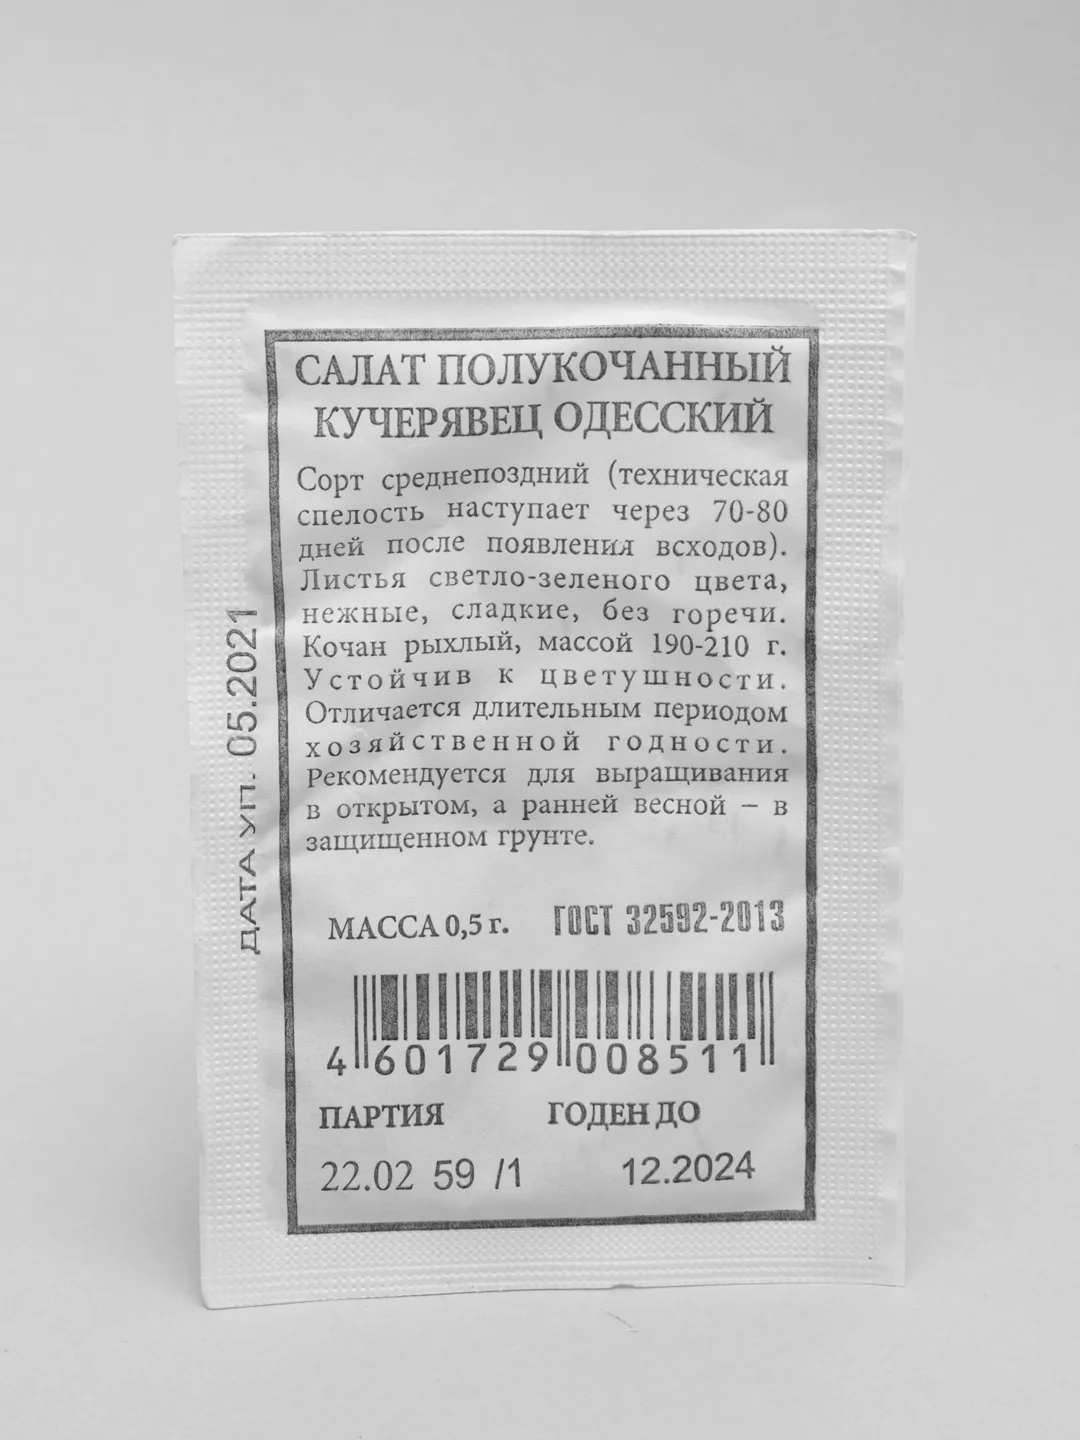 САЛАТ ПОЛУКОЧАННЫЙ
КУЧЕРЯВЕЦ ОДЕССКИЙ
Сорт среднепоздний (техническая
спелость наступает через 70-80
дней после появления всходов).
Листья светло-зеленого цвета,
нежные, сладкие, без горечи.
Кочан рыхлый, массой 190-210 г.
Устойчив к цветушности.
Отличается длительным периодом
хозяйственной годности.
Рекомендуется для выращивания
в открытом, а ранней весной – в
защищенном грунте.
МАССА 0,5 г. ГОСТ 32592-2013
4 601729 008511
ПАРТИЯ ГОДЕН ДО
22.02 59 /1 12.2024
ДАТА УП. 05.2021